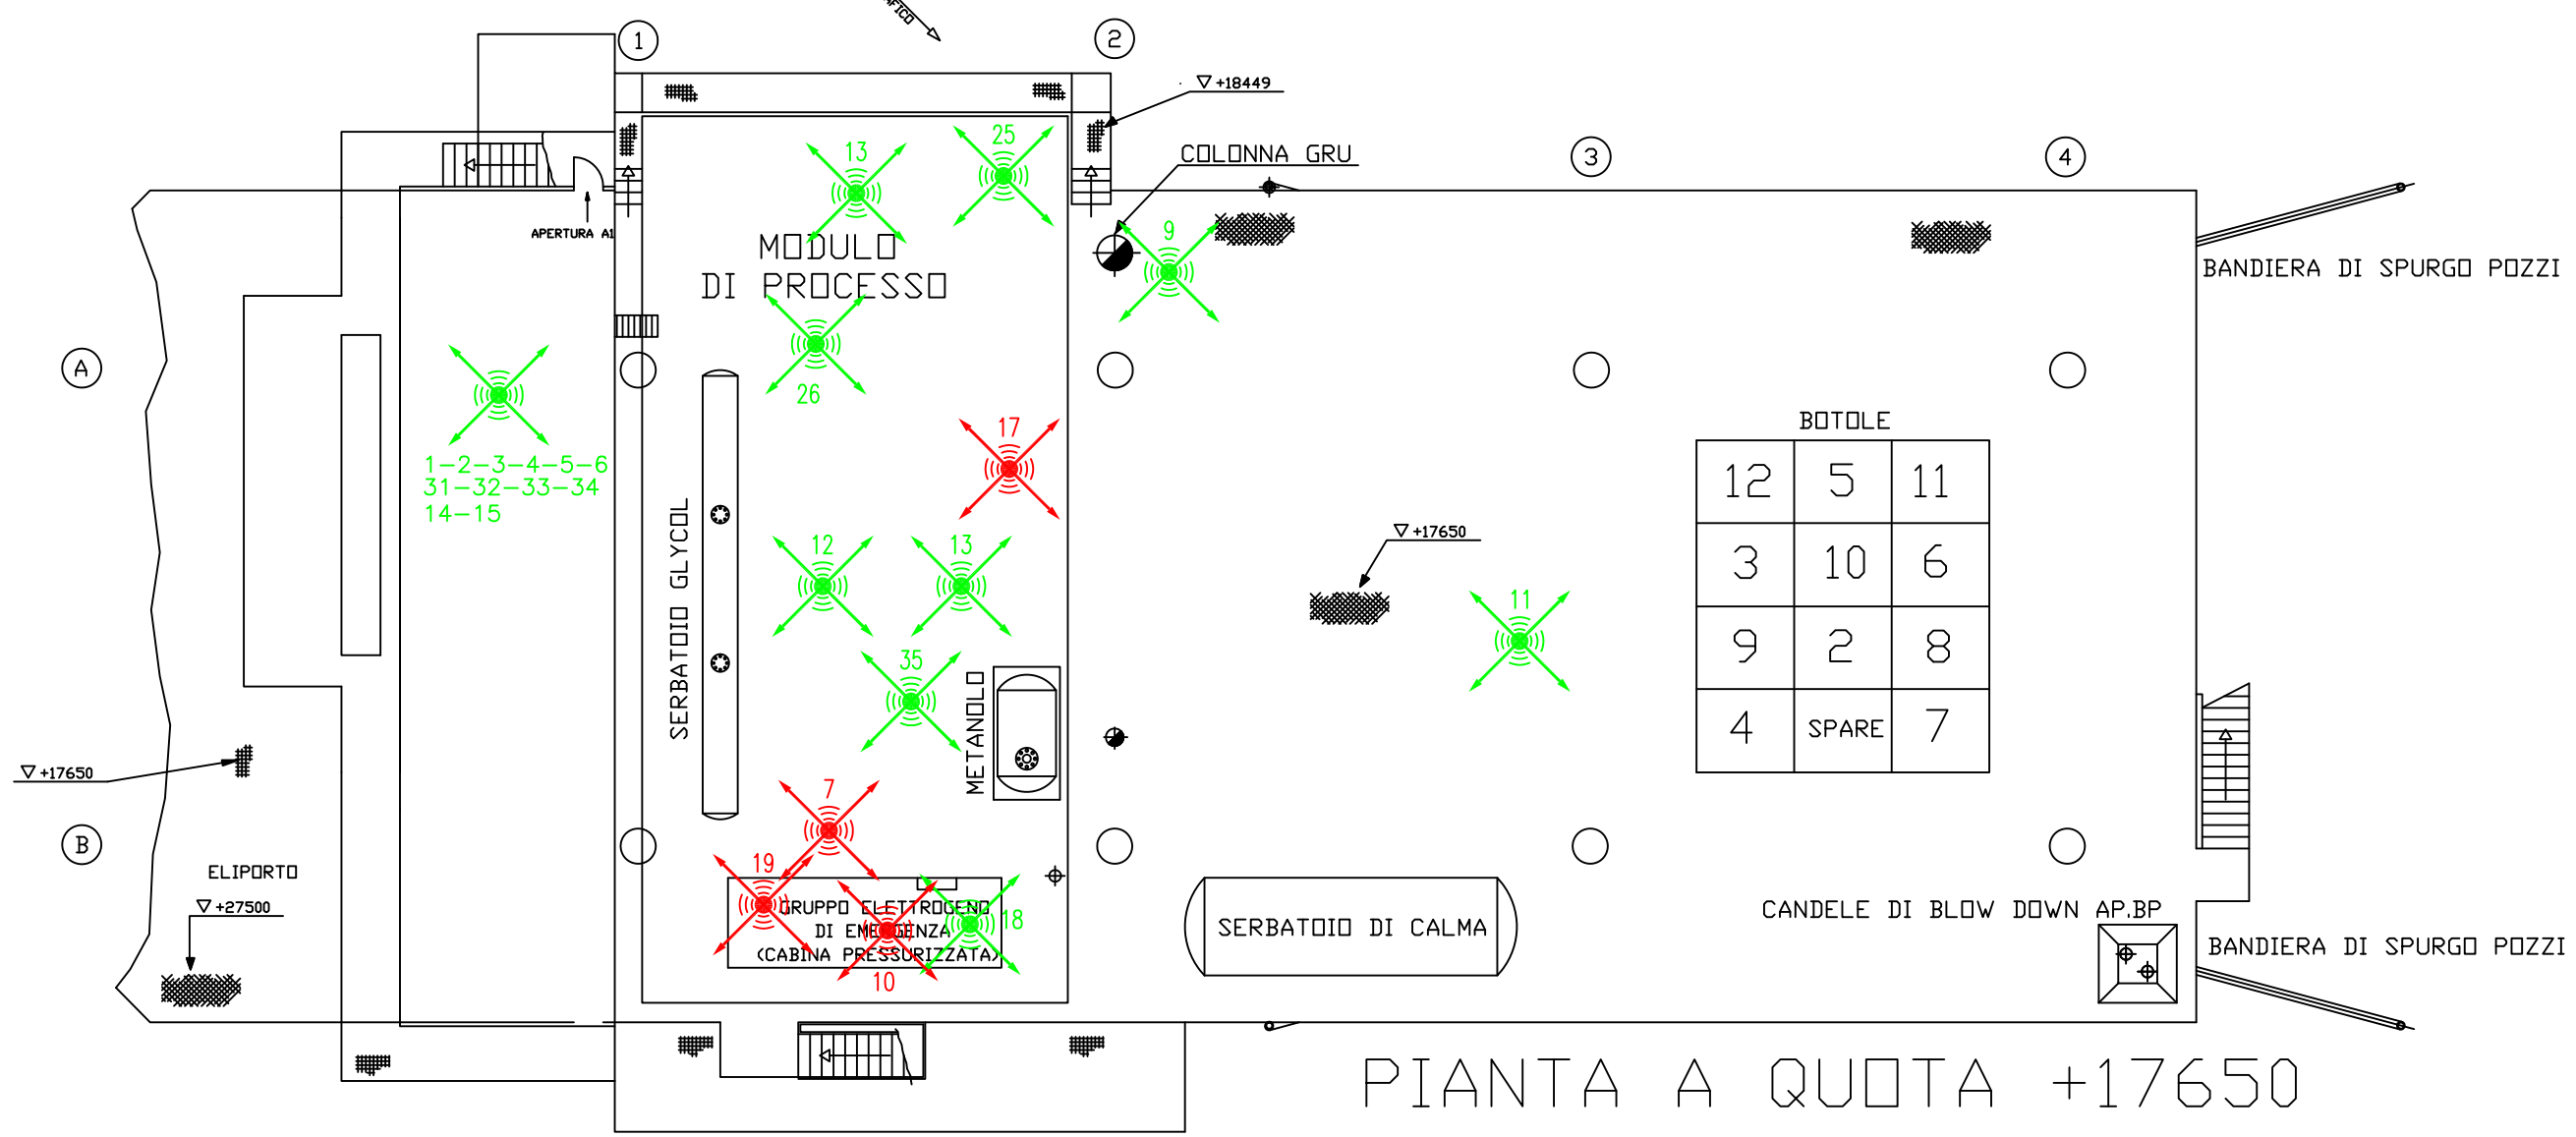 FICO
1
2
+18449
COLONNA GRU
3
4
13
25
APERTURA A1
9
MODULO
DI PROCESSO
BANDIERA DI SPURGO POZZI
A
26
1-2-3-4-5-6
31-32-33-34
14-15
17
BOTOLE
12 5 11
3 10 6
9 2 8
4 SPARE 7
SERBATOIO GLYCOL
12
13
+17650
11
35
METANOLO
+17650
7
B
19
ELIPORTO
+27500
GRUPPO ELETTROGENO
DI EMERGENZA
(CABINA PRESSURIZZATA)
18
10
SERBATOIO DI CALMA
CANDELE DI BLOW DOWN AP.BP
BANDIERA DI SPURGO POZZI
PIANTA A QUOTA +17650